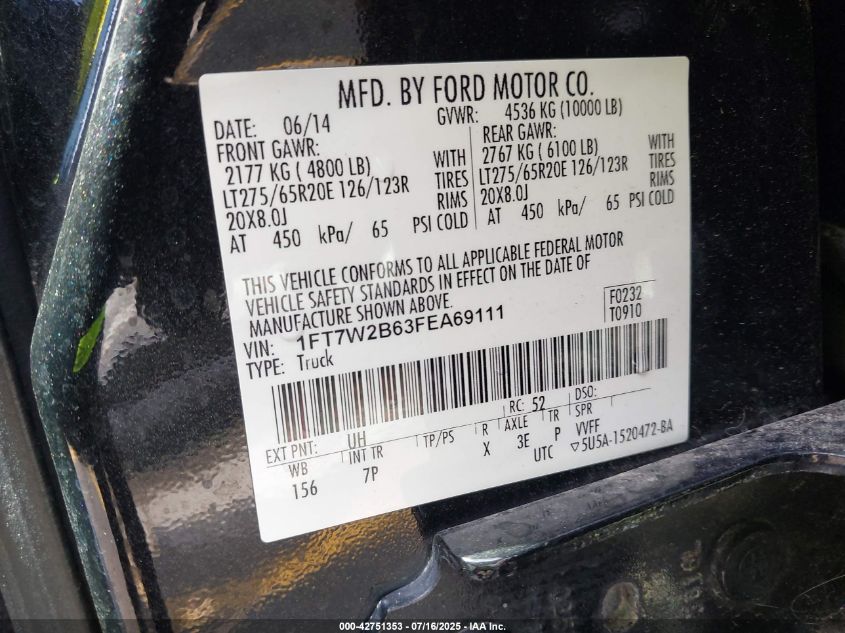 MFD. BY FORD MOTOR CO.
DATE: 06/14
GVWR: 4536 KG (10000 LB)
FRONT GAWR:
2177 KG ( 4800 LB) WITH
LT275/65R20E 126/123R TIRES
20X8.0J RIMS
AT 450 kPa/ 65 PSI COLD
REAR GAWR:
2767 KG ( 6100 LB) WITH
LT275/65R20E 126/123R TIRES
20X8.0J RIMS
AT 450 kPa/ 65 PSI COLD
THIS VEHICLE CONFORMS TO ALL APPLICABLE FEDERAL MOTOR
VEHICLE SAFETY STANDARDS IN EFFECT ON THE DATE OF
MANUFACTURE SHOWN ABOVE.
F0232
T0910
VIN: 1FT7W2B63FEA69111
TYPE: Truck
EXT PNT: UH RC: 52 DSO:
WB INT TR TP/PS R AXLE TR SPR
156 7P X 3E P VVFF
UTC ▽5U5A-1520472-BA
000-42751353 - 07/16/2025 - IAA Inc.